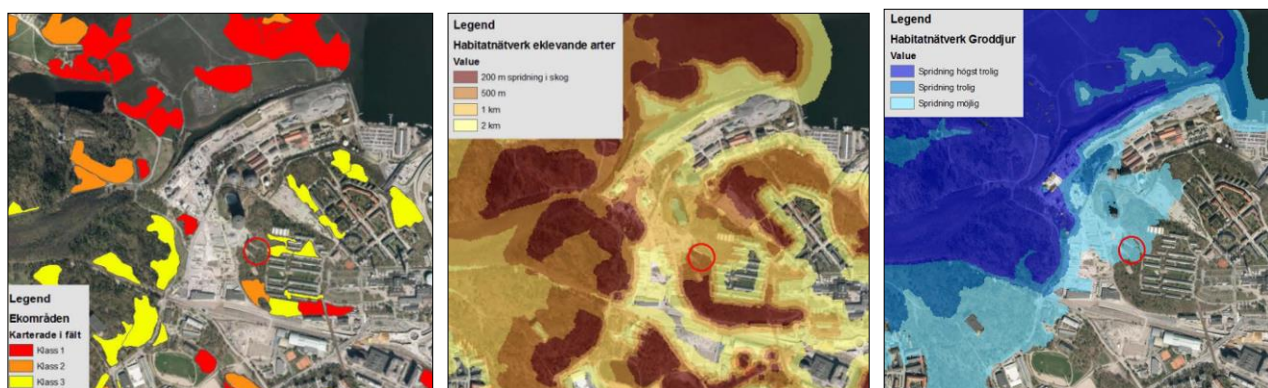 Legend
Ekområden
Karterade i fält
Klass 1
Klass 2
Klass 3
Legend
Habitatnätverk eklevande arter
Value
200 m spridning i skog
500 m
1 km
2 km
Legend
Habitatnätverk Groddjur
Value
Spridning högst trolig
Spridning trolig
Spridning möjlig